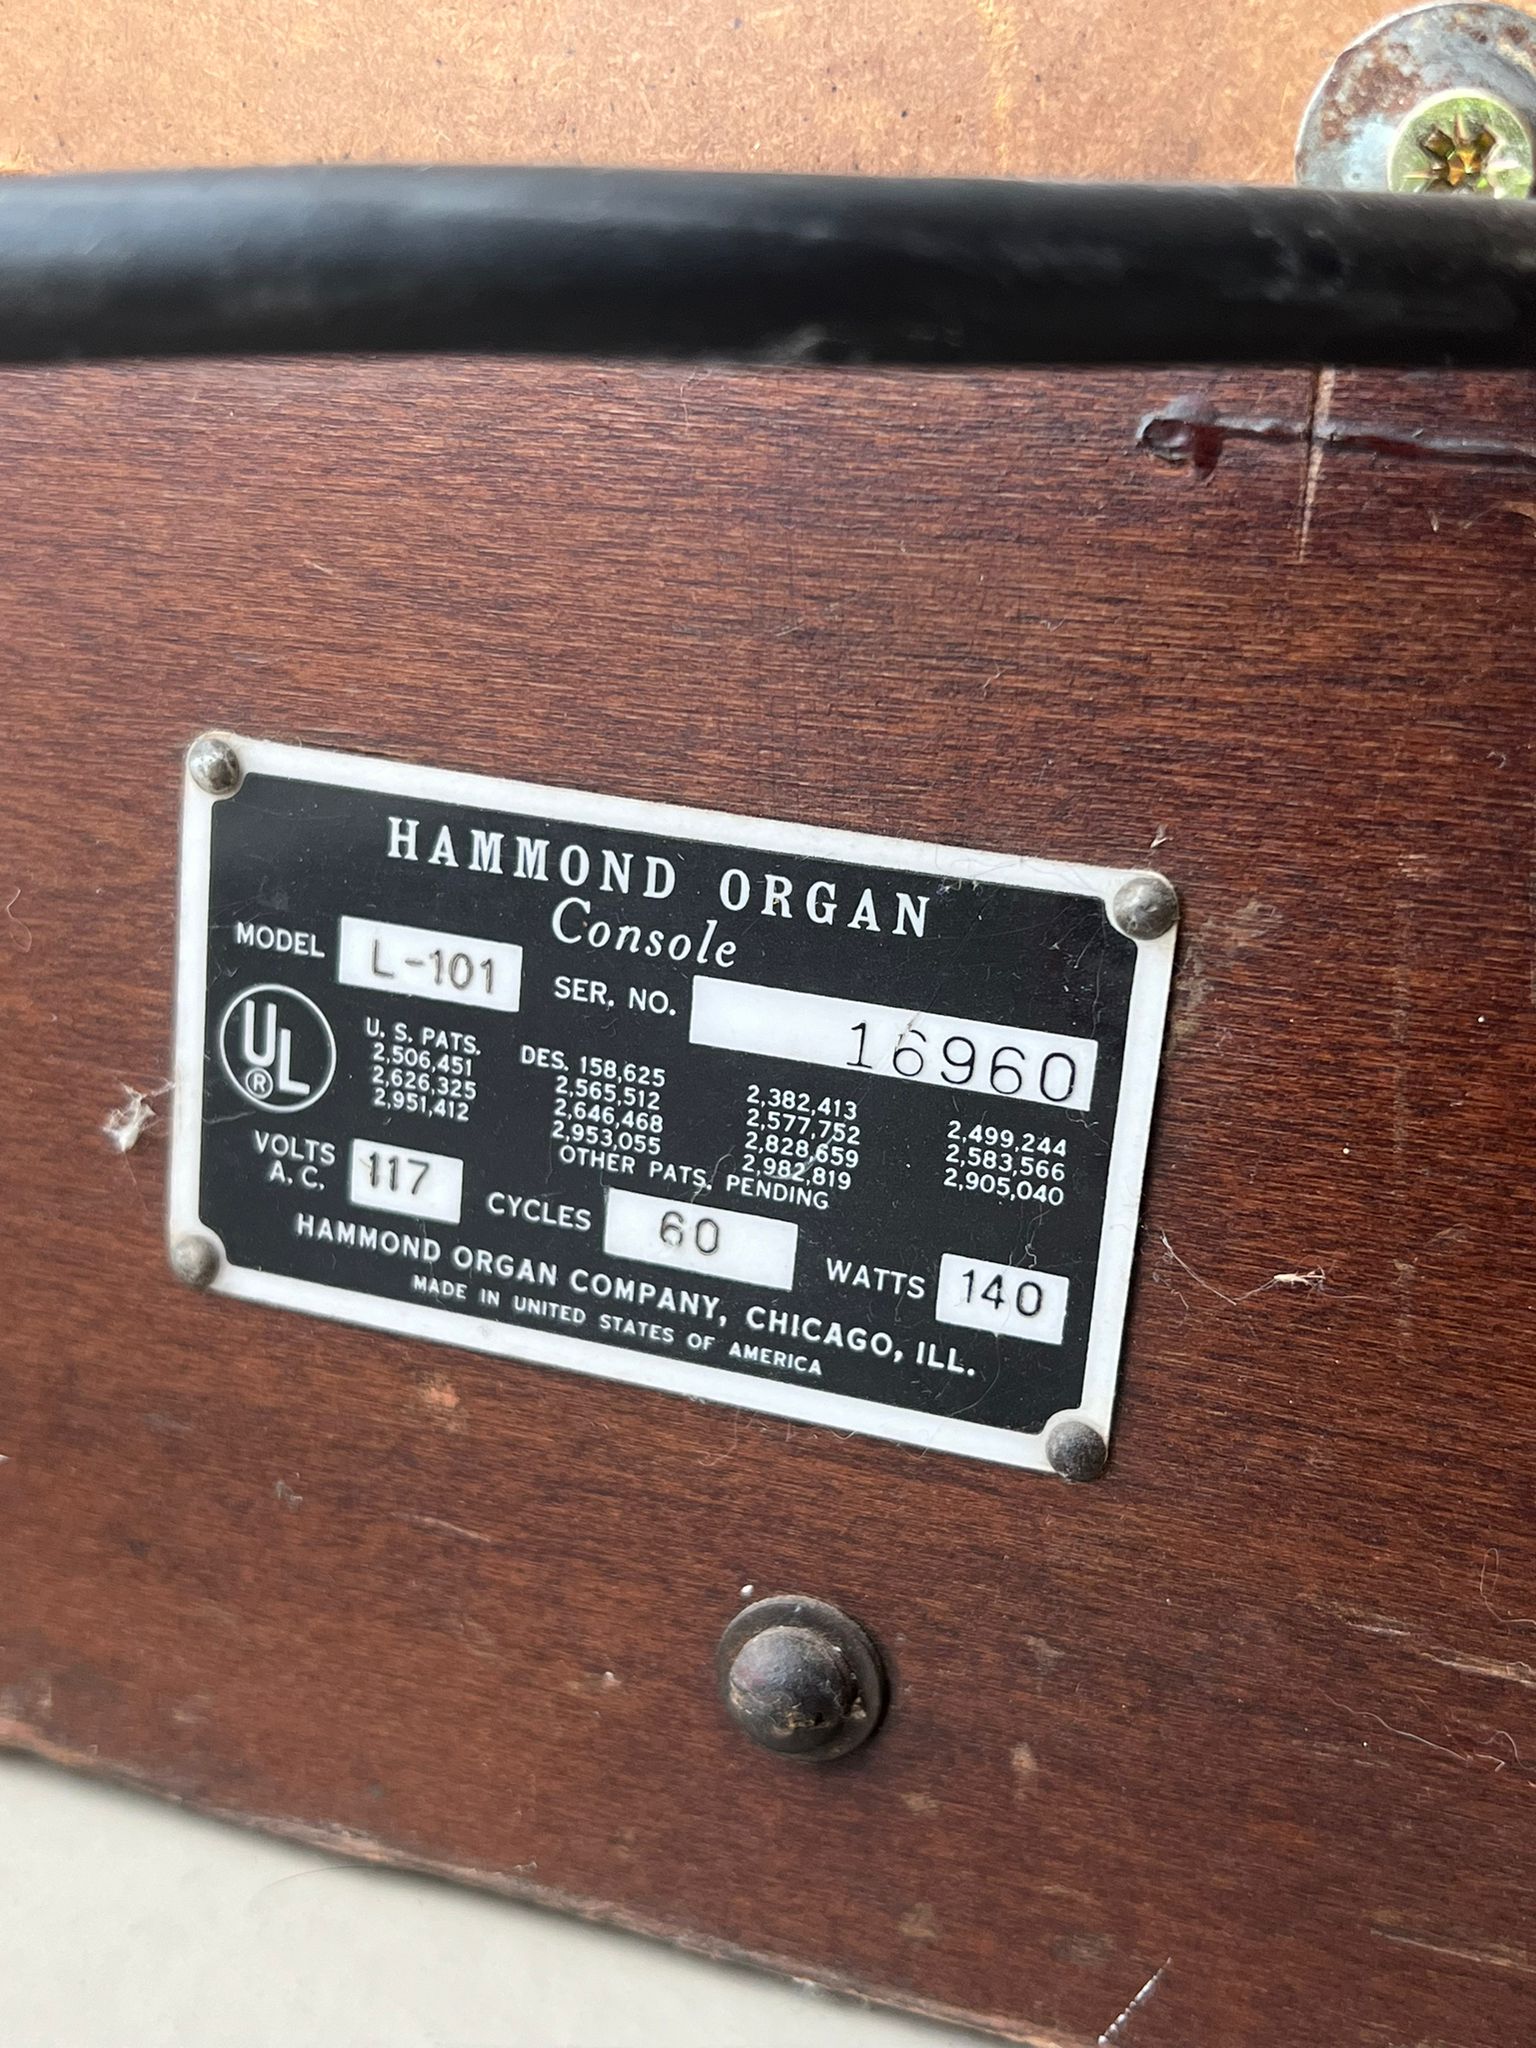 HAMMOND ORGAN
Console
MODEL L-101 SER. NO. 16960
UL ®
U. S. PATS. DES. 158,625 2,382,413 2,499,244
2,506,451 2,565,512 2,577,752 2,583,566
2,626,325 2,646,468 2,828,659 2,905,040
2,951,412 2,953,055 2,982,819
OTHER PATS. PENDING
VOLTS A.C. 117 CYCLES 60 WATTS 140
HAMMOND ORGAN COMPANY, CHICAGO, ILL.
MADE IN UNITED STATES OF AMERICA